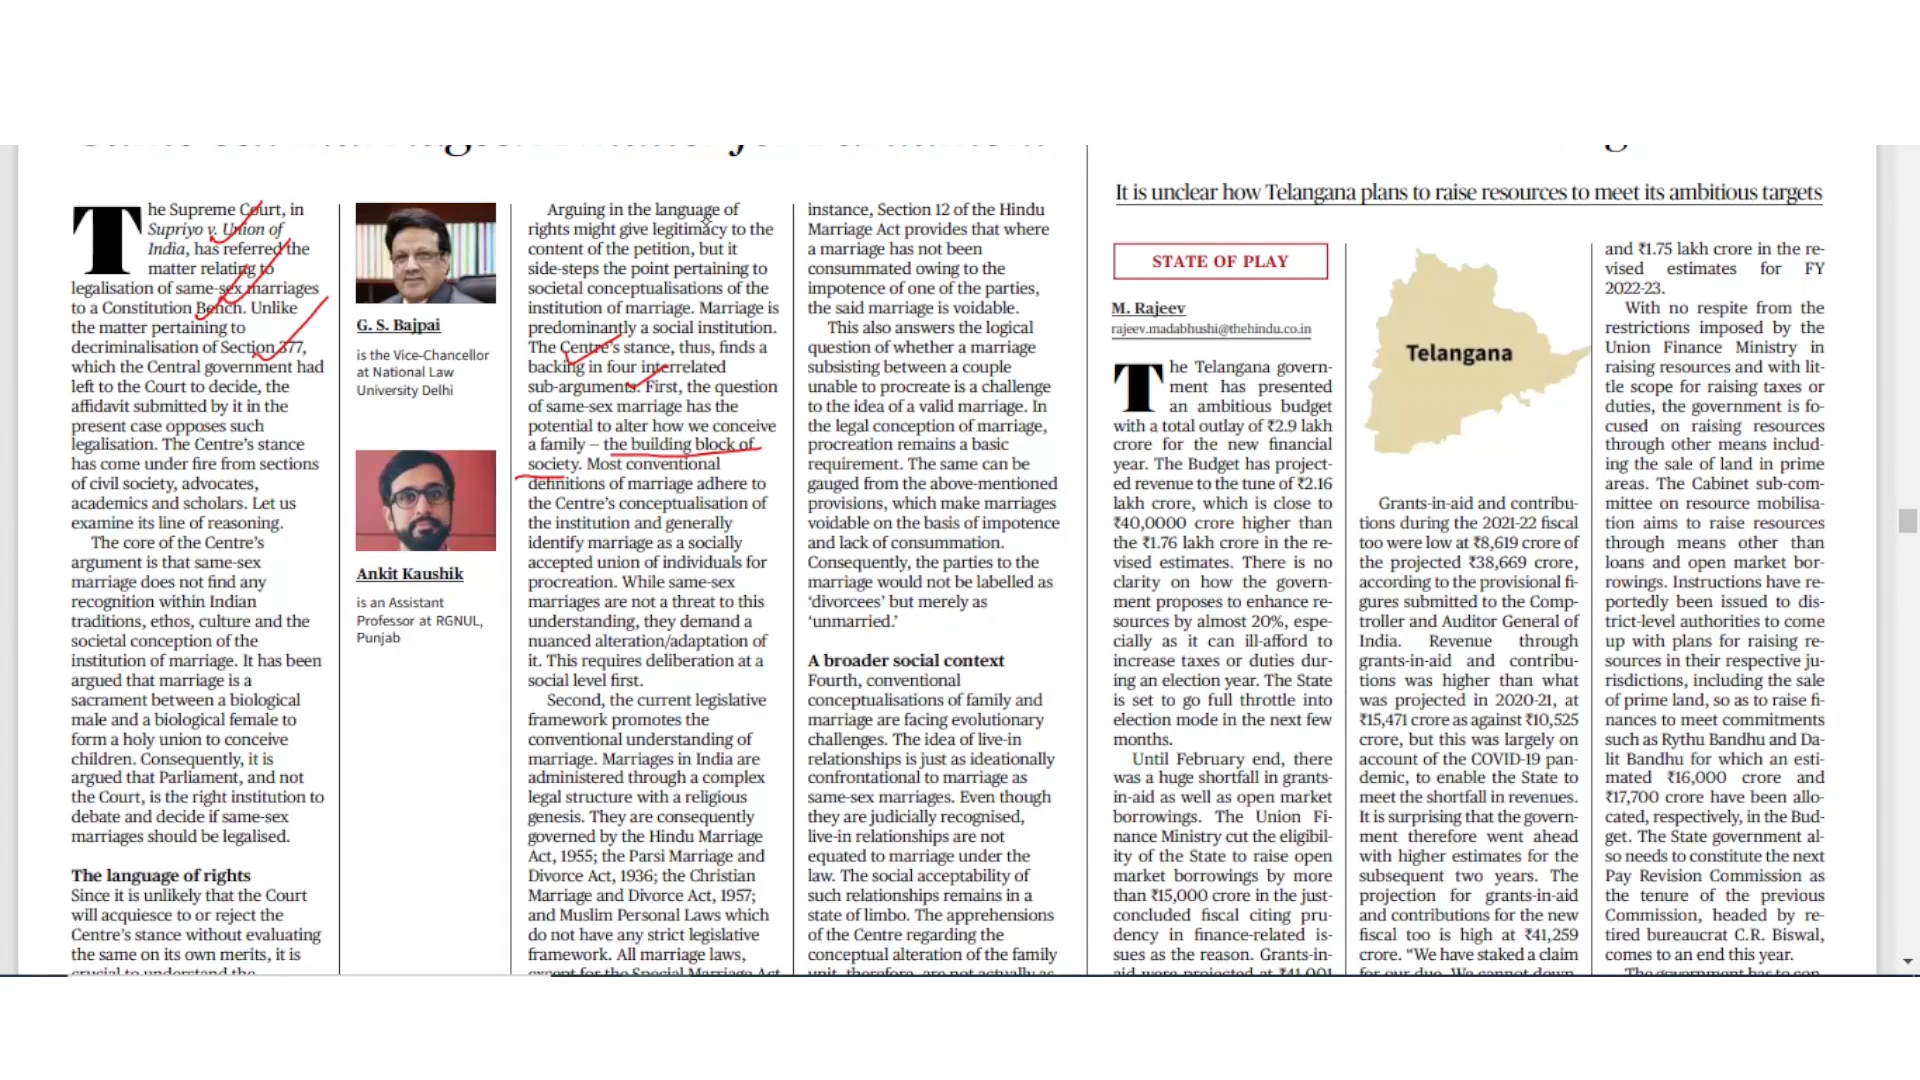 It is unclear how Telangana plans to raise resources to meet its ambitious targets
The Supreme Court, in
Supriyo v. Union of
India, has referred the
matter relating to
legalisation of same-sex marriages
to a Constitution Bench. Unlike
the matter pertaining to
decriminalisation of Section 377,
which the Central government had
left to the Court to decide, the
affidavit submitted by it in the
present case opposes such
legalisation. The Centre's stance
has come under fire from sections
of civil society, advocates,
academics and scholars. Let us
examine its line of reasoning.
The core of the Centre's
argument is that same-sex
marriage does not find any
recognition within Indian
traditions, ethos, culture and the
societal conception of the
institution of marriage. It has been
argued that marriage is a
sacrament between a biological
male and a biological female to
form a holy union to conceive
children. Consequently, it is
argued that Parliament, and not
the Court, is the right institution to
debate and decide if same-sex
marriages should be legalised.
The language of rights
Since it is unlikely that the Court
will acquiesce to or reject the
Centre's stance without evaluating
the same on its own merits, it is
crucial to understand the
G. S. Bajpai
is the Vice-Chancellor
at National Law
University Delhi
Ankit Kaushik
is an Assistant
Professor at RGNUL,
Punjab
Arguing in the language of
rights might give legitimacy to the
content of the petition, but it
side-steps the point pertaining to
societal conceptualisations of the
institution of marriage. Marriage is
predominantly a social institution.
The Centre's stance, thus, finds a
backing in four interrelated
sub-arguments. First, the question
of same-sex marriage has the
potential to alter how we conceive
a family – the building block of
society. Most conventional
definitions of marriage adhere to
the Centre's conceptualisation of
the institution and generally
identify marriage as a socially
accepted union of individuals for
procreation. While same-sex
marriages are not a threat to this
understanding, they demand a
nuanced alteration/adaptation of
it. This requires deliberation at a
social level first.
Second, the current legislative
framework promotes the
conventional understanding of
marriage. Marriages in India are
administered through a complex
legal structure with a religious
genesis. They are consequently
governed by the Hindu Marriage
Act, 1955; the Parsi Marriage and
Divorce Act, 1936; the Christian
Marriage and Divorce Act, 1957;
and Muslim Personal Laws which
do not have any strict legislative
framework. All marriage laws,
except for the Special Marriage Act
instance, Section 12 of the Hindu
Marriage Act provides that where
a marriage has not been
consummated owing to the
impotence of one of the parties,
the said marriage is voidable.
This also answers the logical
question of whether a marriage
subsisting between a couple
unable to procreate is a challenge
to the idea of a valid marriage. In
the legal conception of marriage,
procreation remains a basic
requirement. The same can be
gauged from the above-mentioned
provisions, which make marriages
voidable on the basis of impotence
and lack of consummation.
Consequently, the parties to the
marriage would not be labelled as
'divorcees' but merely as
'unmarried.'
A broader social context
Fourth, conventional
conceptualisations of family and
marriage are facing evolutionary
challenges. The idea of live-in
relationships is just as ideationally
confrontational to marriage as
same-sex marriages. Even though
they are judicially recognised,
live-in relationships are not
equated to marriage under the
law. The social acceptability of
such relationships remains in a
state of limbo. The apprehensions
of the Centre regarding the
conceptual alteration of the family
unit, therefore, are not actually as
STATE OF PLAY
M. Rajeev
rajeev.madabhushi@thehindu.co.in
The Telangana govern-
ment has presented
an ambitious budget
with a total outlay of ₹2.9 lakh
crore for the new financial
year. The Budget has project-
ed revenue to the tune of ₹2.16
lakh crore, which is close to
₹40,0000 crore higher than
the ₹1.76 lakh crore in the re-
vised estimates. There is no
clarity on how the govern-
ment proposes to enhance re-
sources by almost 20%, espe-
cially as it can ill-afford to
increase taxes or duties dur-
ing an election year. The State
is set to go full throttle into
election mode in the next few
months.
Until February end, there
was a huge shortfall in grants-
in-aid as well as open market
borrowings. The Union Fi-
nance Ministry cut the eligibil-
ity of the State to raise open
market borrowings by more
than ₹15,000 crore in the just-
concluded fiscal citing pru-
dency in finance-related is-
sues as the reason. Grants-in-
aid were projected at ₹41,001
Telangana
Grants-in-aid and contribu-
tions during the 2021-22 fiscal
too were low at ₹8,619 crore of
the projected ₹38,669 crore,
according to the provisional fi-
gures submitted to the Comp-
troller and Auditor General of
India. Revenue through
grants-in-aid and contribu-
tions was higher than what
was projected in 2020-21, at
₹15,471 crore as against ₹10,525
crore, but this was largely on
account of the COVID-19 pan-
demic, to enable the State to
meet the shortfall in revenues.
It is surprising that the govern-
ment therefore went ahead
with higher estimates for the
subsequent two years. The
projection for grants-in-aid
and contributions for the new
fiscal too is high at ₹41,259
crore. "We have staked a claim
for our due. We cannot down-
and ₹1.75 lakh crore in the re-
vised estimates for FY
2022-23.
With no respite from the
restrictions imposed by the
Union Finance Ministry in
raising resources and with lit-
tle scope for raising taxes or
duties, the government is fo-
cused on raising resources
through other means includ-
ing the sale of land in prime
areas. The Cabinet sub-com-
mittee on resource mobilisa-
tion aims to raise resources
through means other than
loans and open market bor-
rowings. Instructions have re-
portedly been issued to dis-
trict-level authorities to come
up with plans for raising re-
sources in their respective ju-
risdictions, including the sale
of prime land, so as to raise fi-
nances to meet commitments
such as Rythu Bandhu and Da-
lit Bandhu for which an esti-
mated ₹16,000 crore and
₹17,700 crore have been allo-
cated, respectively, in the Bud-
get. The State government al-
so needs to constitute the next
Pay Revision Commission as
the tenure of the previous
Commission, headed by re-
tired bureaucrat C.R. Biswal,
comes to an end this year.
The government has to con-